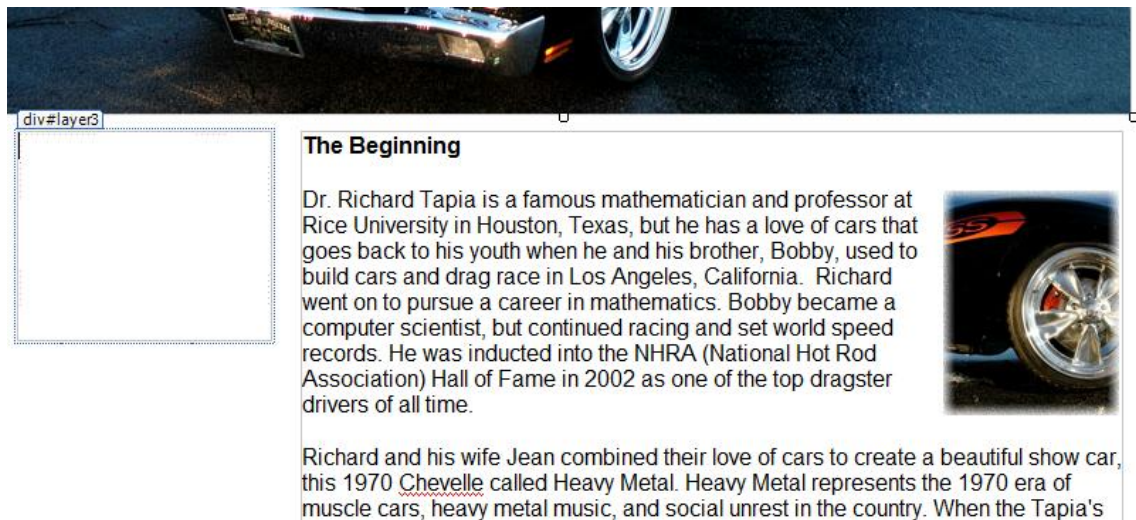 div#layer3
The Beginning
Dr. Richard Tapia is a famous mathematician and professor at
Rice University in Houston, Texas, but he has a love of cars that
goes back to his youth when he and his brother, Bobby, used to
build cars and drag race in Los Angeles, California.  Richard
went on to pursue a career in mathematics. Bobby became a
computer scientist, but continued racing and set world speed
records. He was inducted into the NHRA (National Hot Rod
Association) Hall of Fame in 2002 as one of the top dragster
drivers of all time.
Richard and his wife Jean combined their love of cars to create a beautiful show car,
this 1970 Chevelle called Heavy Metal. Heavy Metal represents the 1970 era of
muscle cars, heavy metal music, and social unrest in the country. When the Tapia's